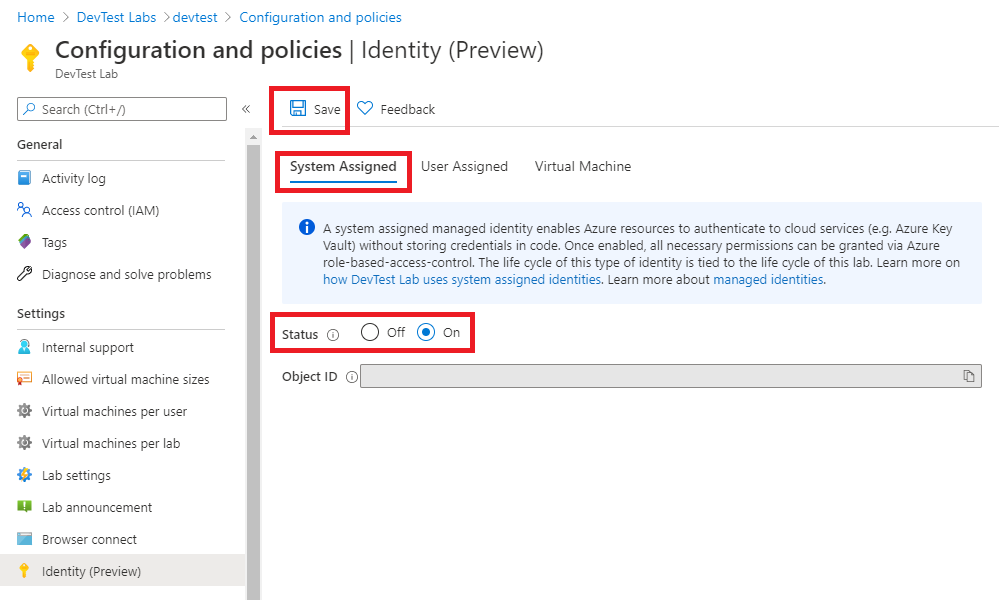 Home > DevTest Labs > devtest > Configuration and policies
Configuration and policies | Identity (Preview)
DevTest Lab
Search (Ctrl+/)
«
General
Activity log
Access control (IAM)
Tags
Diagnose and solve problems
Settings
Internal support
Allowed virtual machine sizes
Virtual machines per user
Virtual machines per lab
Lab settings
Lab announcement
Browser connect
Identity (Preview)
Save
Feedback
System Assigned
User Assigned
Virtual Machine
A system assigned managed identity enables Azure resources to authenticate to cloud services (e.g. Azure Key
Vault) without storing credentials in code. Once enabled, all necessary permissions can be granted via Azure
role-based-access-control. The life cycle of this type of identity is tied to the life cycle of this lab. Learn more on
how DevTest Lab uses system assigned identities. Learn more about managed identities.
Status
Off
On
Object ID